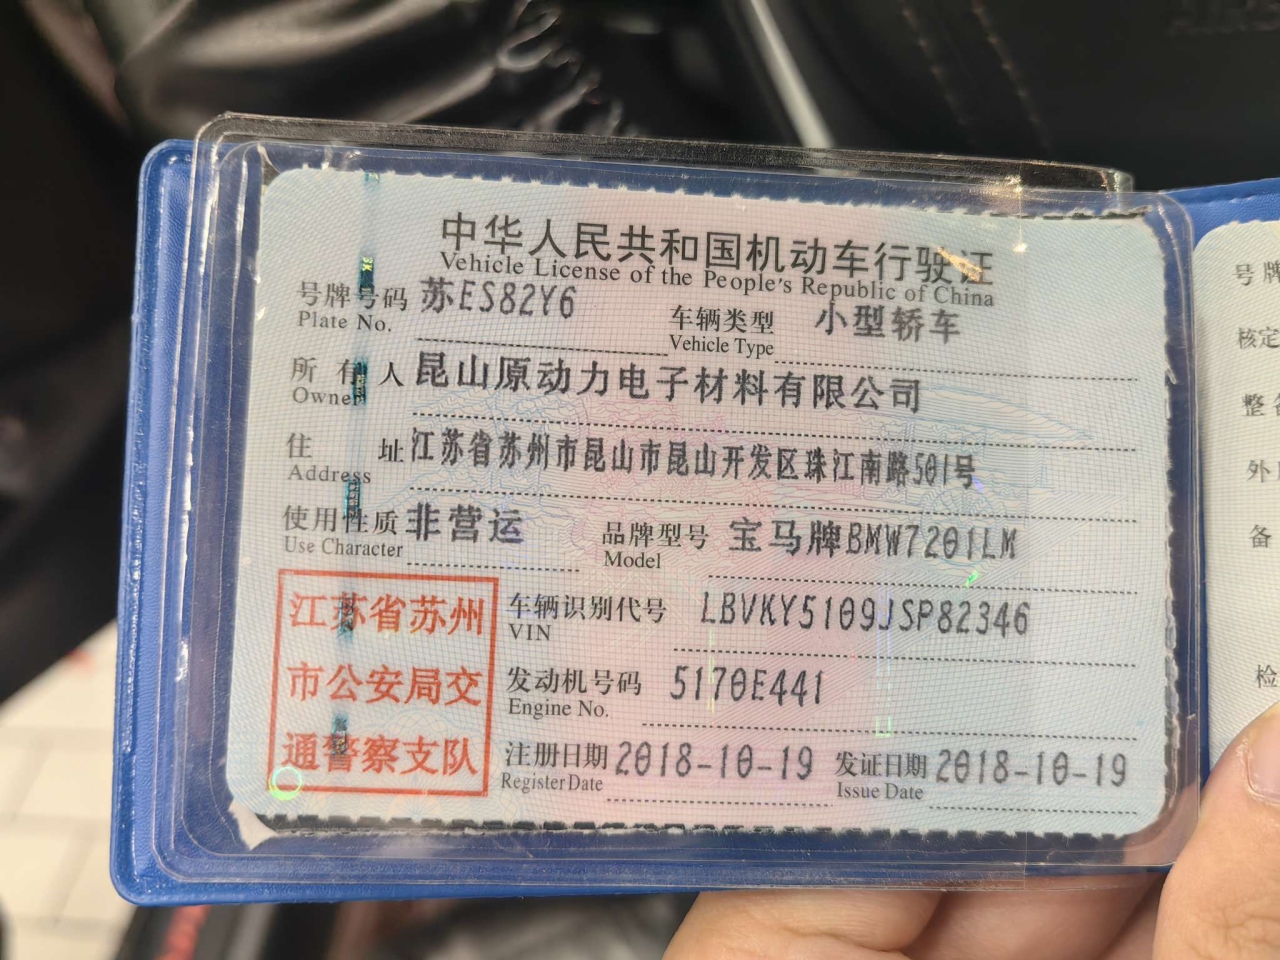 中华人民共和国机动车行驶证
Vehicle License of the People's Republic of China
号牌号码 苏ES82Y6
Plate No.
车辆类型 小型轿车
Vehicle Type
所有人 昆山原动力电子材料有限公司
Owner
住址 江苏省苏州市昆山市昆山开发区珠江南路501号
Address
使用性质 非营运
Use Character
品牌型号 宝马牌BMW7201LM
Model
江苏省苏州
市公安局交
通警察支队
车辆识别代号 LBVKY5109JSP82346
VIN
发动机号码 5170E441
Engine No.
注册日期 2018-10-19
Register Date
发证日期 2018-10-19
Issue Date
号牌
核定
整
外
备
检